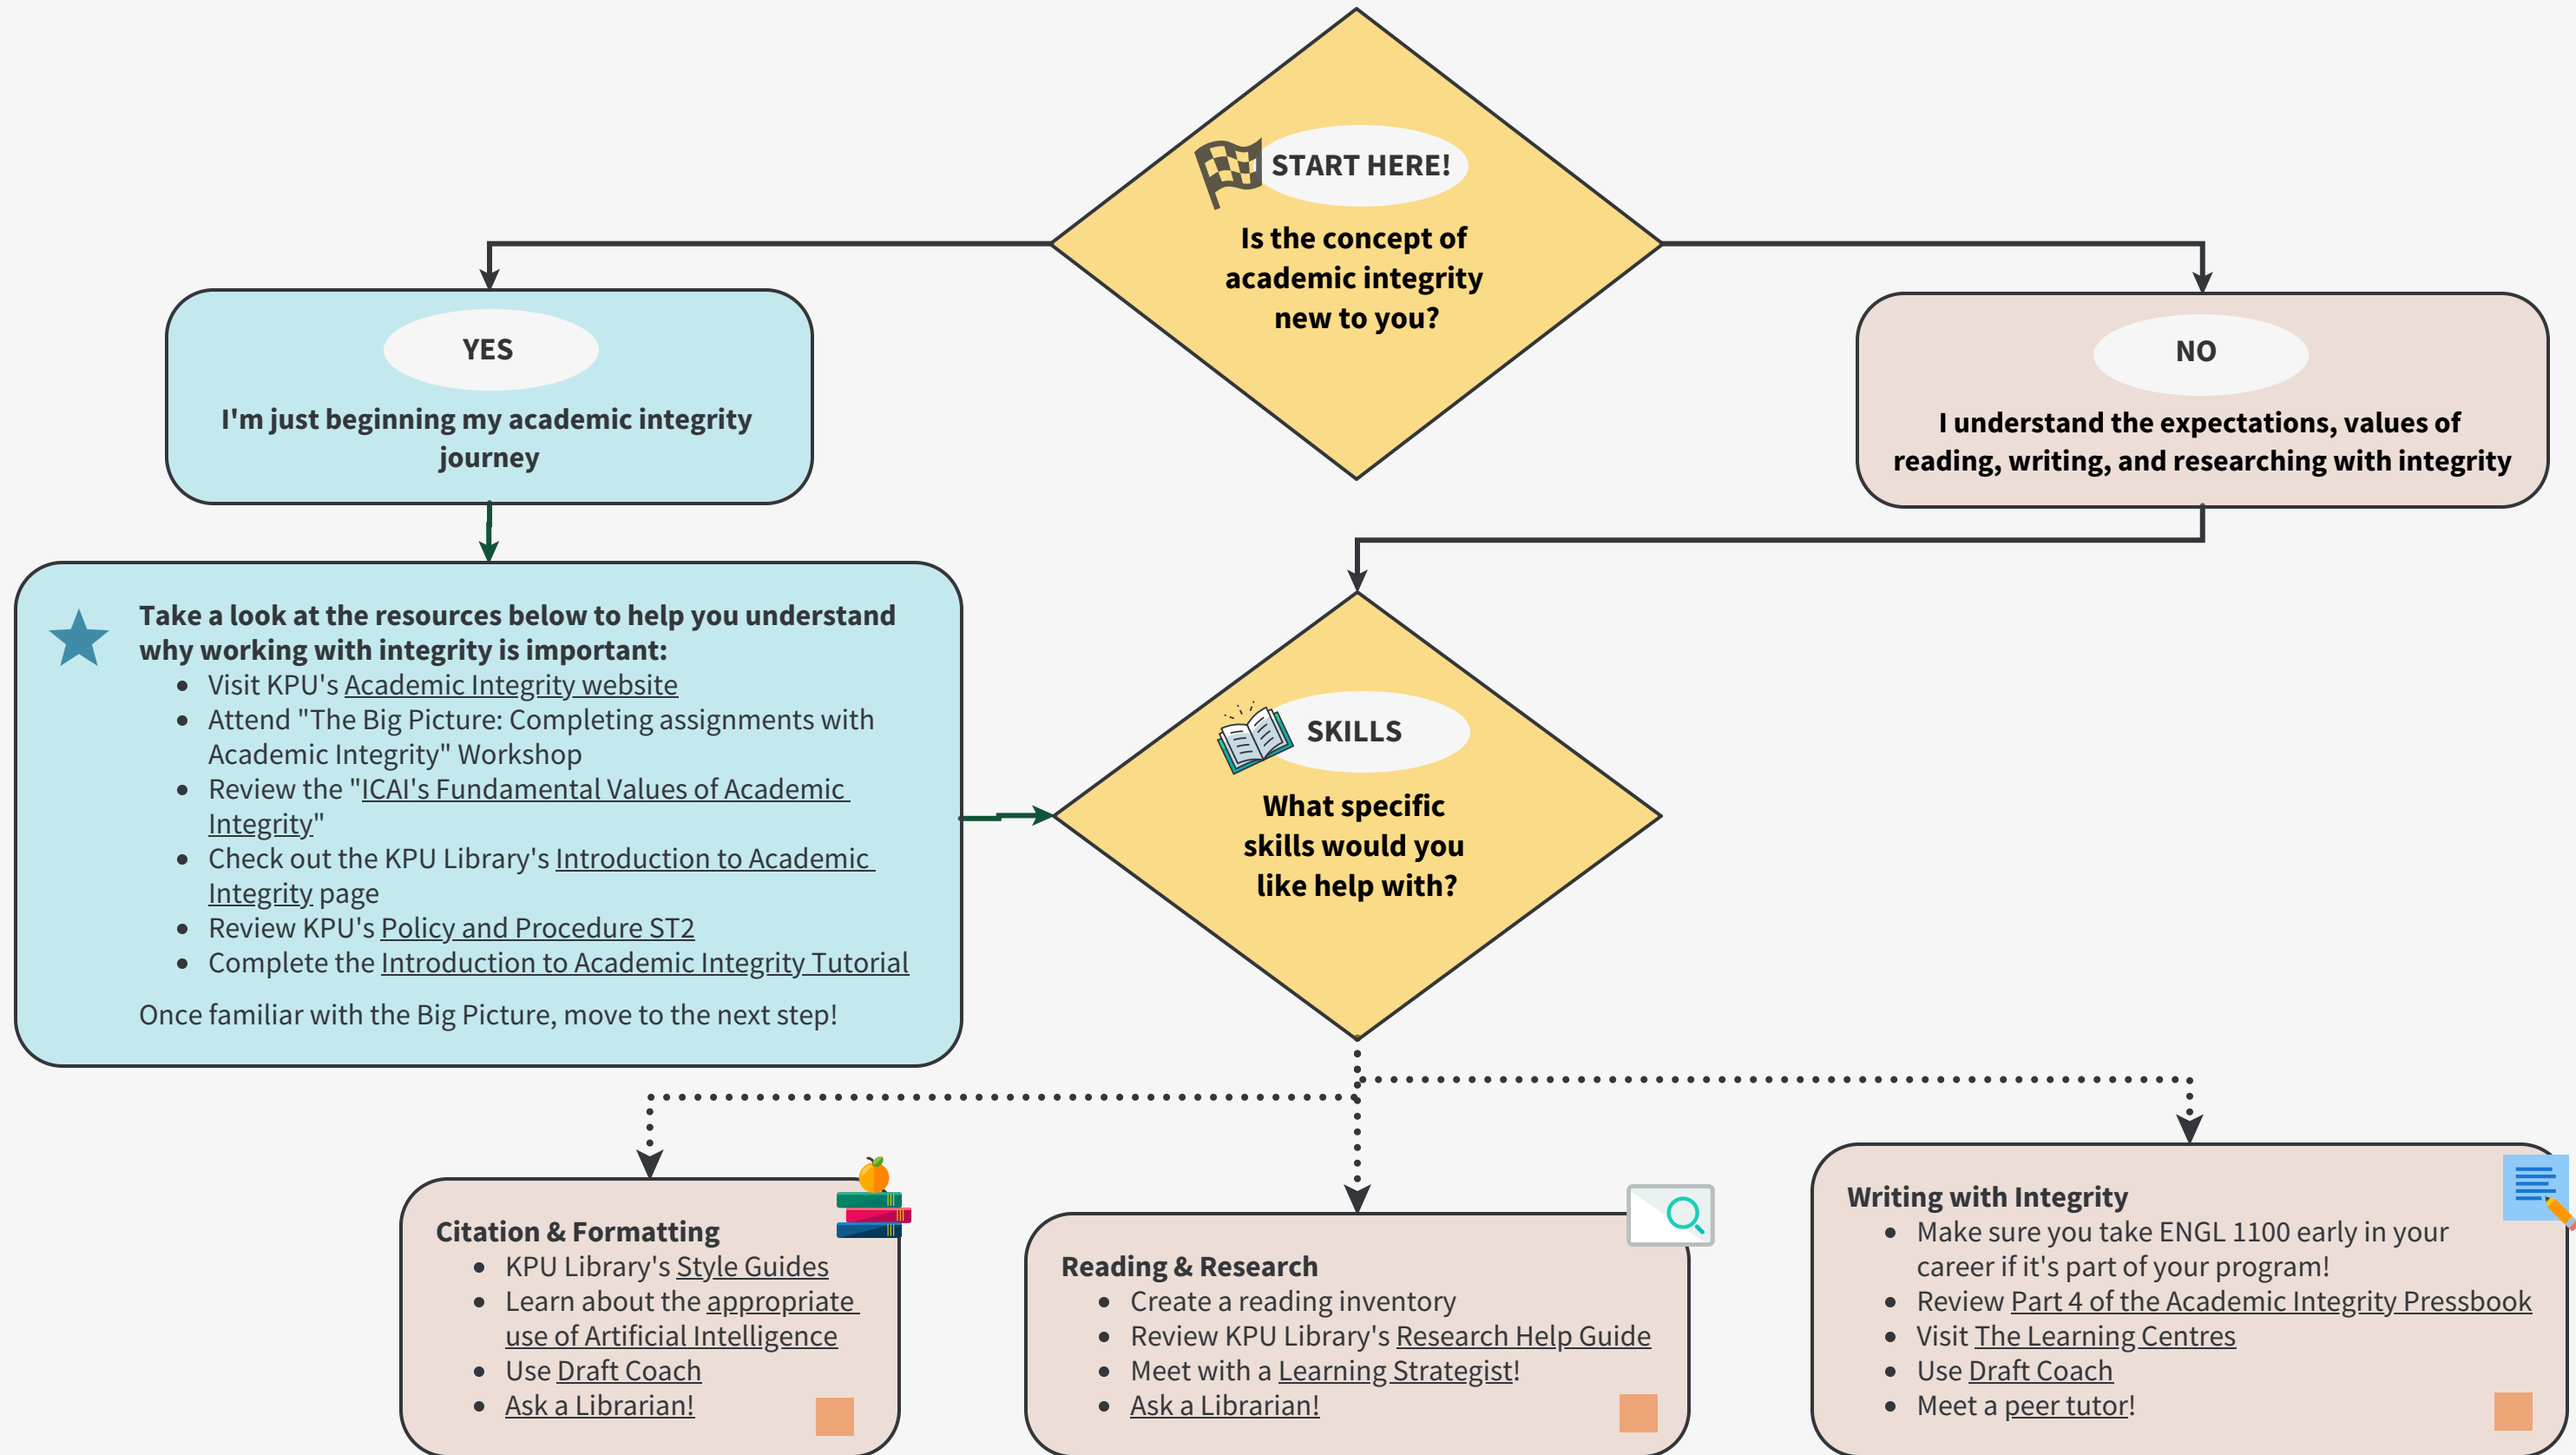 START HERE!
Is the concept of
academic integrity
new to you?
YES
I'm just beginning my academic integrity
journey
NO
I understand the expectations, values of
reading, writing, and researching with integrity
Take a look at the resources below to help you understand
why working with integrity is important:
Visit KPU's Academic Integrity website
Attend "The Big Picture: Completing assignments with
Academic Integrity" Workshop
Review the "ICAI's Fundamental Values of Academic
Integrity"
Check out the KPU Library's Introduction to Academic
Integrity page
Review KPU's Policy and Procedure ST2
Complete the Introduction to Academic Integrity Tutorial
Once familiar with the Big Picture, move to the next step!
SKILLS
What specific
skills would you
like help with?
Citation & Formatting
KPU Library's Style Guides
Learn about the appropriate
use of Artificial Intelligence
Use Draft Coach
Ask a Librarian!
Reading & Research
Create a reading inventory
Review KPU Library's Research Help Guide
Meet with a Learning Strategist!
Ask a Librarian!
Writing with Integrity
Make sure you take ENGL 1100 early in your
career if it's part of your program!
Review Part 4 of the Academic Integrity Pressbook
Visit The Learning Centres
Use Draft Coach
Meet a peer tutor!